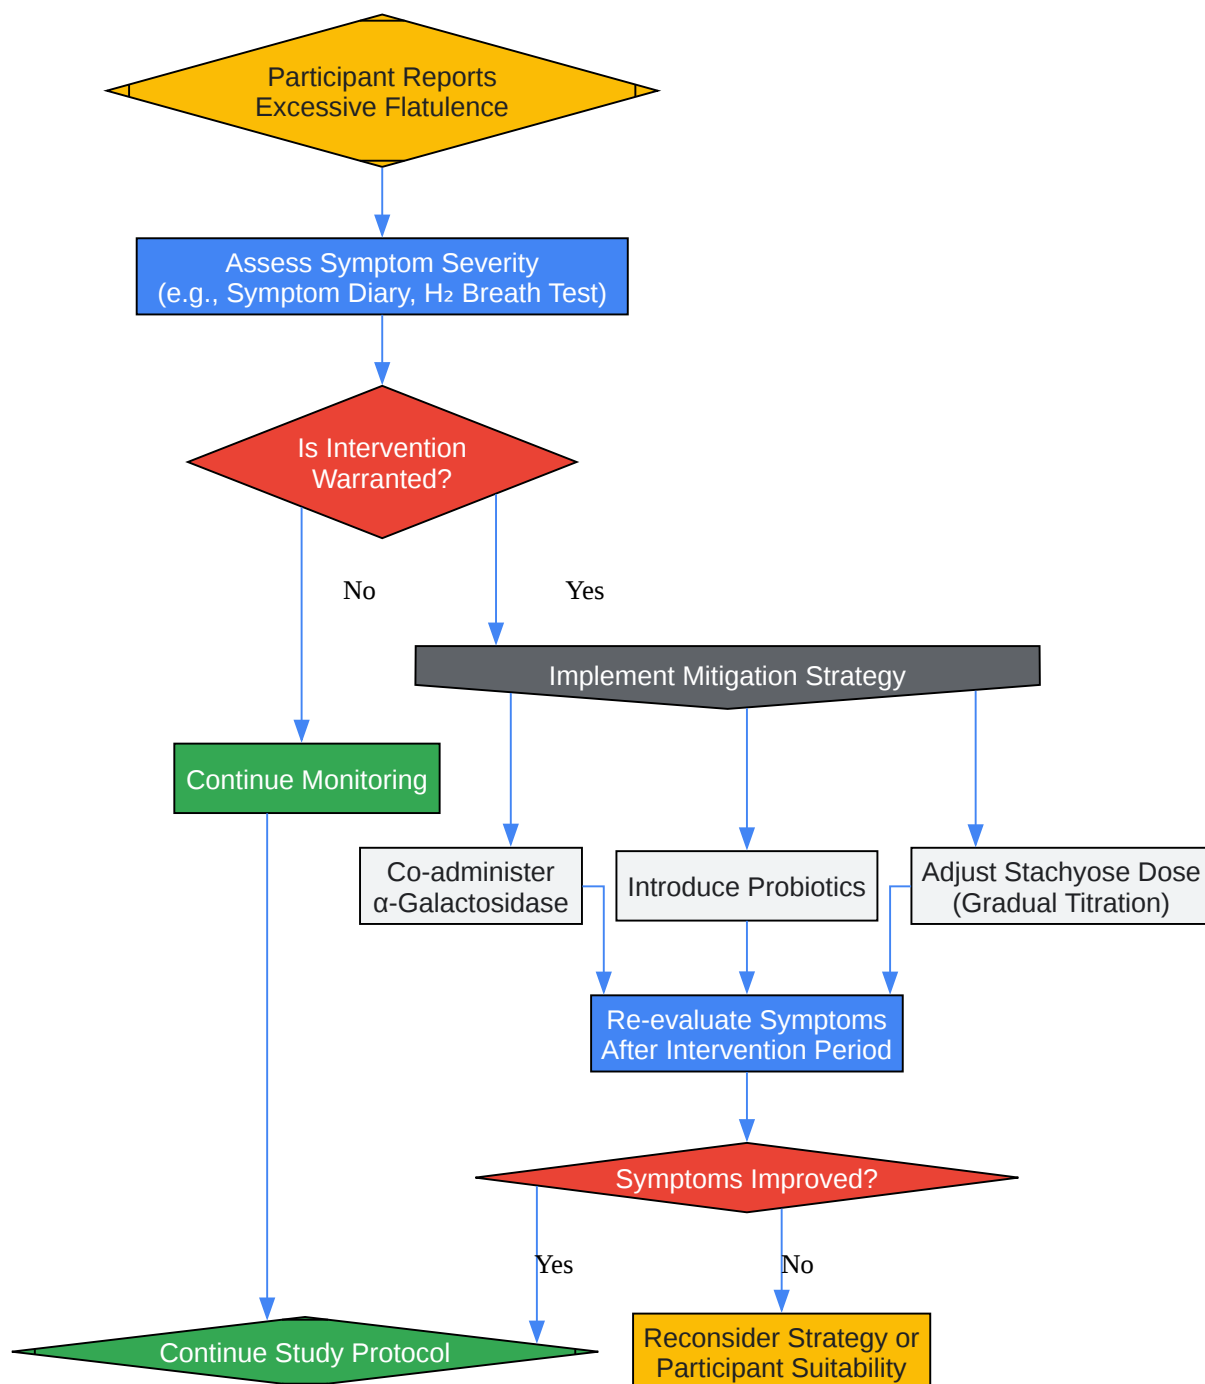 Participant Reports
Excessive Flatulence
Assess Symptom Severity
(e.g., Symptom Diary, H₂ Breath Test)
Is Intervention
Warranted?
No
Yes
Implement Mitigation Strategy
Continue Monitoring
Co-administer
α-Galactosidase
Introduce Probiotics
Adjust Stachyose Dose
(Gradual Titration)
Re-evaluate Symptoms
After Intervention Period
Symptoms Improved?
Yes
No
Continue Study Protocol
Reconsider Strategy or
Participant Suitability